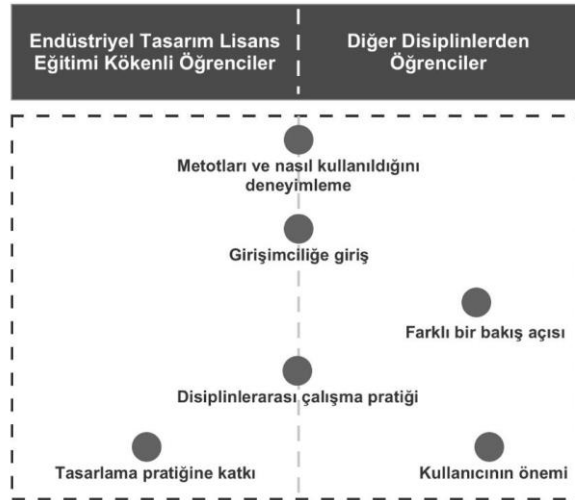 Endüstriyel Tasarım Lisans
Eğitimi Kökenli Öğrenciler
Diğer Disiplinlerden
Öğrenciler
Metotları ve nasıl kullanıldığını
deneyimleme
Girişimciliğe giriş
Farklı bir bakış açısı
Disiplinlerarası çalışma pratiği
Tasarlama pratiğine katkı
Kullanıcının önemi